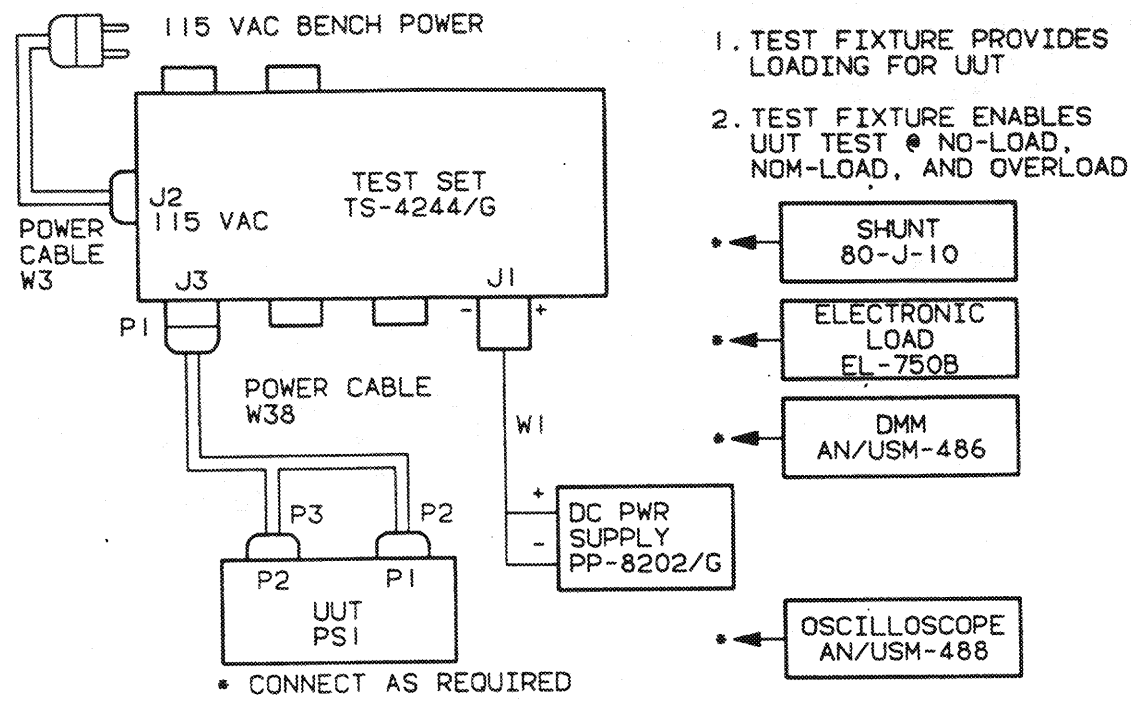 115 VAC BENCH POWER
1. TEST FIXTURE PROVIDES
LOADING FOR UUT
2. TEST FIXTURE ENABLES
UUT TEST @ NO-LOAD,
NOM-LOAD, AND OVERLOAD
TEST SET
TS-4244/G
J2
115 VAC
POWER
CABLE
W3
J3
J1
P1
- +
POWER CABLE
W38
W1
P3
P2
P2
P1
UUT
PS1
+
-
DC PWR
SUPPLY
PP-8202/G
* SHUNT
80-J-10
* ELECTRONIC
LOAD
EL-750B
* DMM
AN/USM-486
* OSCILLOSCOPE
AN/USM-488
* CONNECT AS REQUIRED